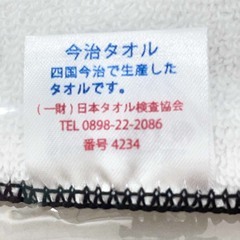 今治タオル
四国今治で生産した
タオルです。
(一財)日本タオル検査協会
TEL 0898-22-2086
番号 4234